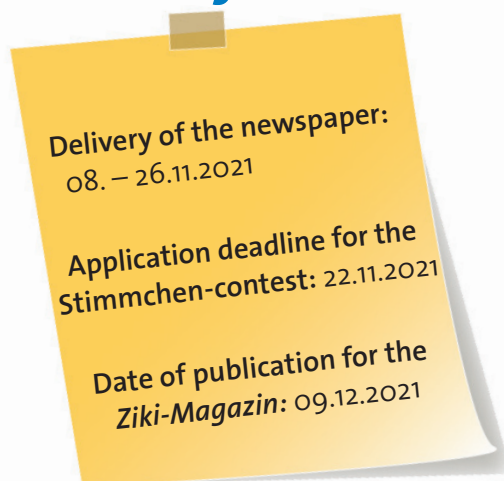 Delivery of the newspaper:
08. – 26.11.2021
Application deadline for the
Stimmchen-contest: 22.11.2021
Date of publication for the
Ziki-Magazin: 09.12.2021